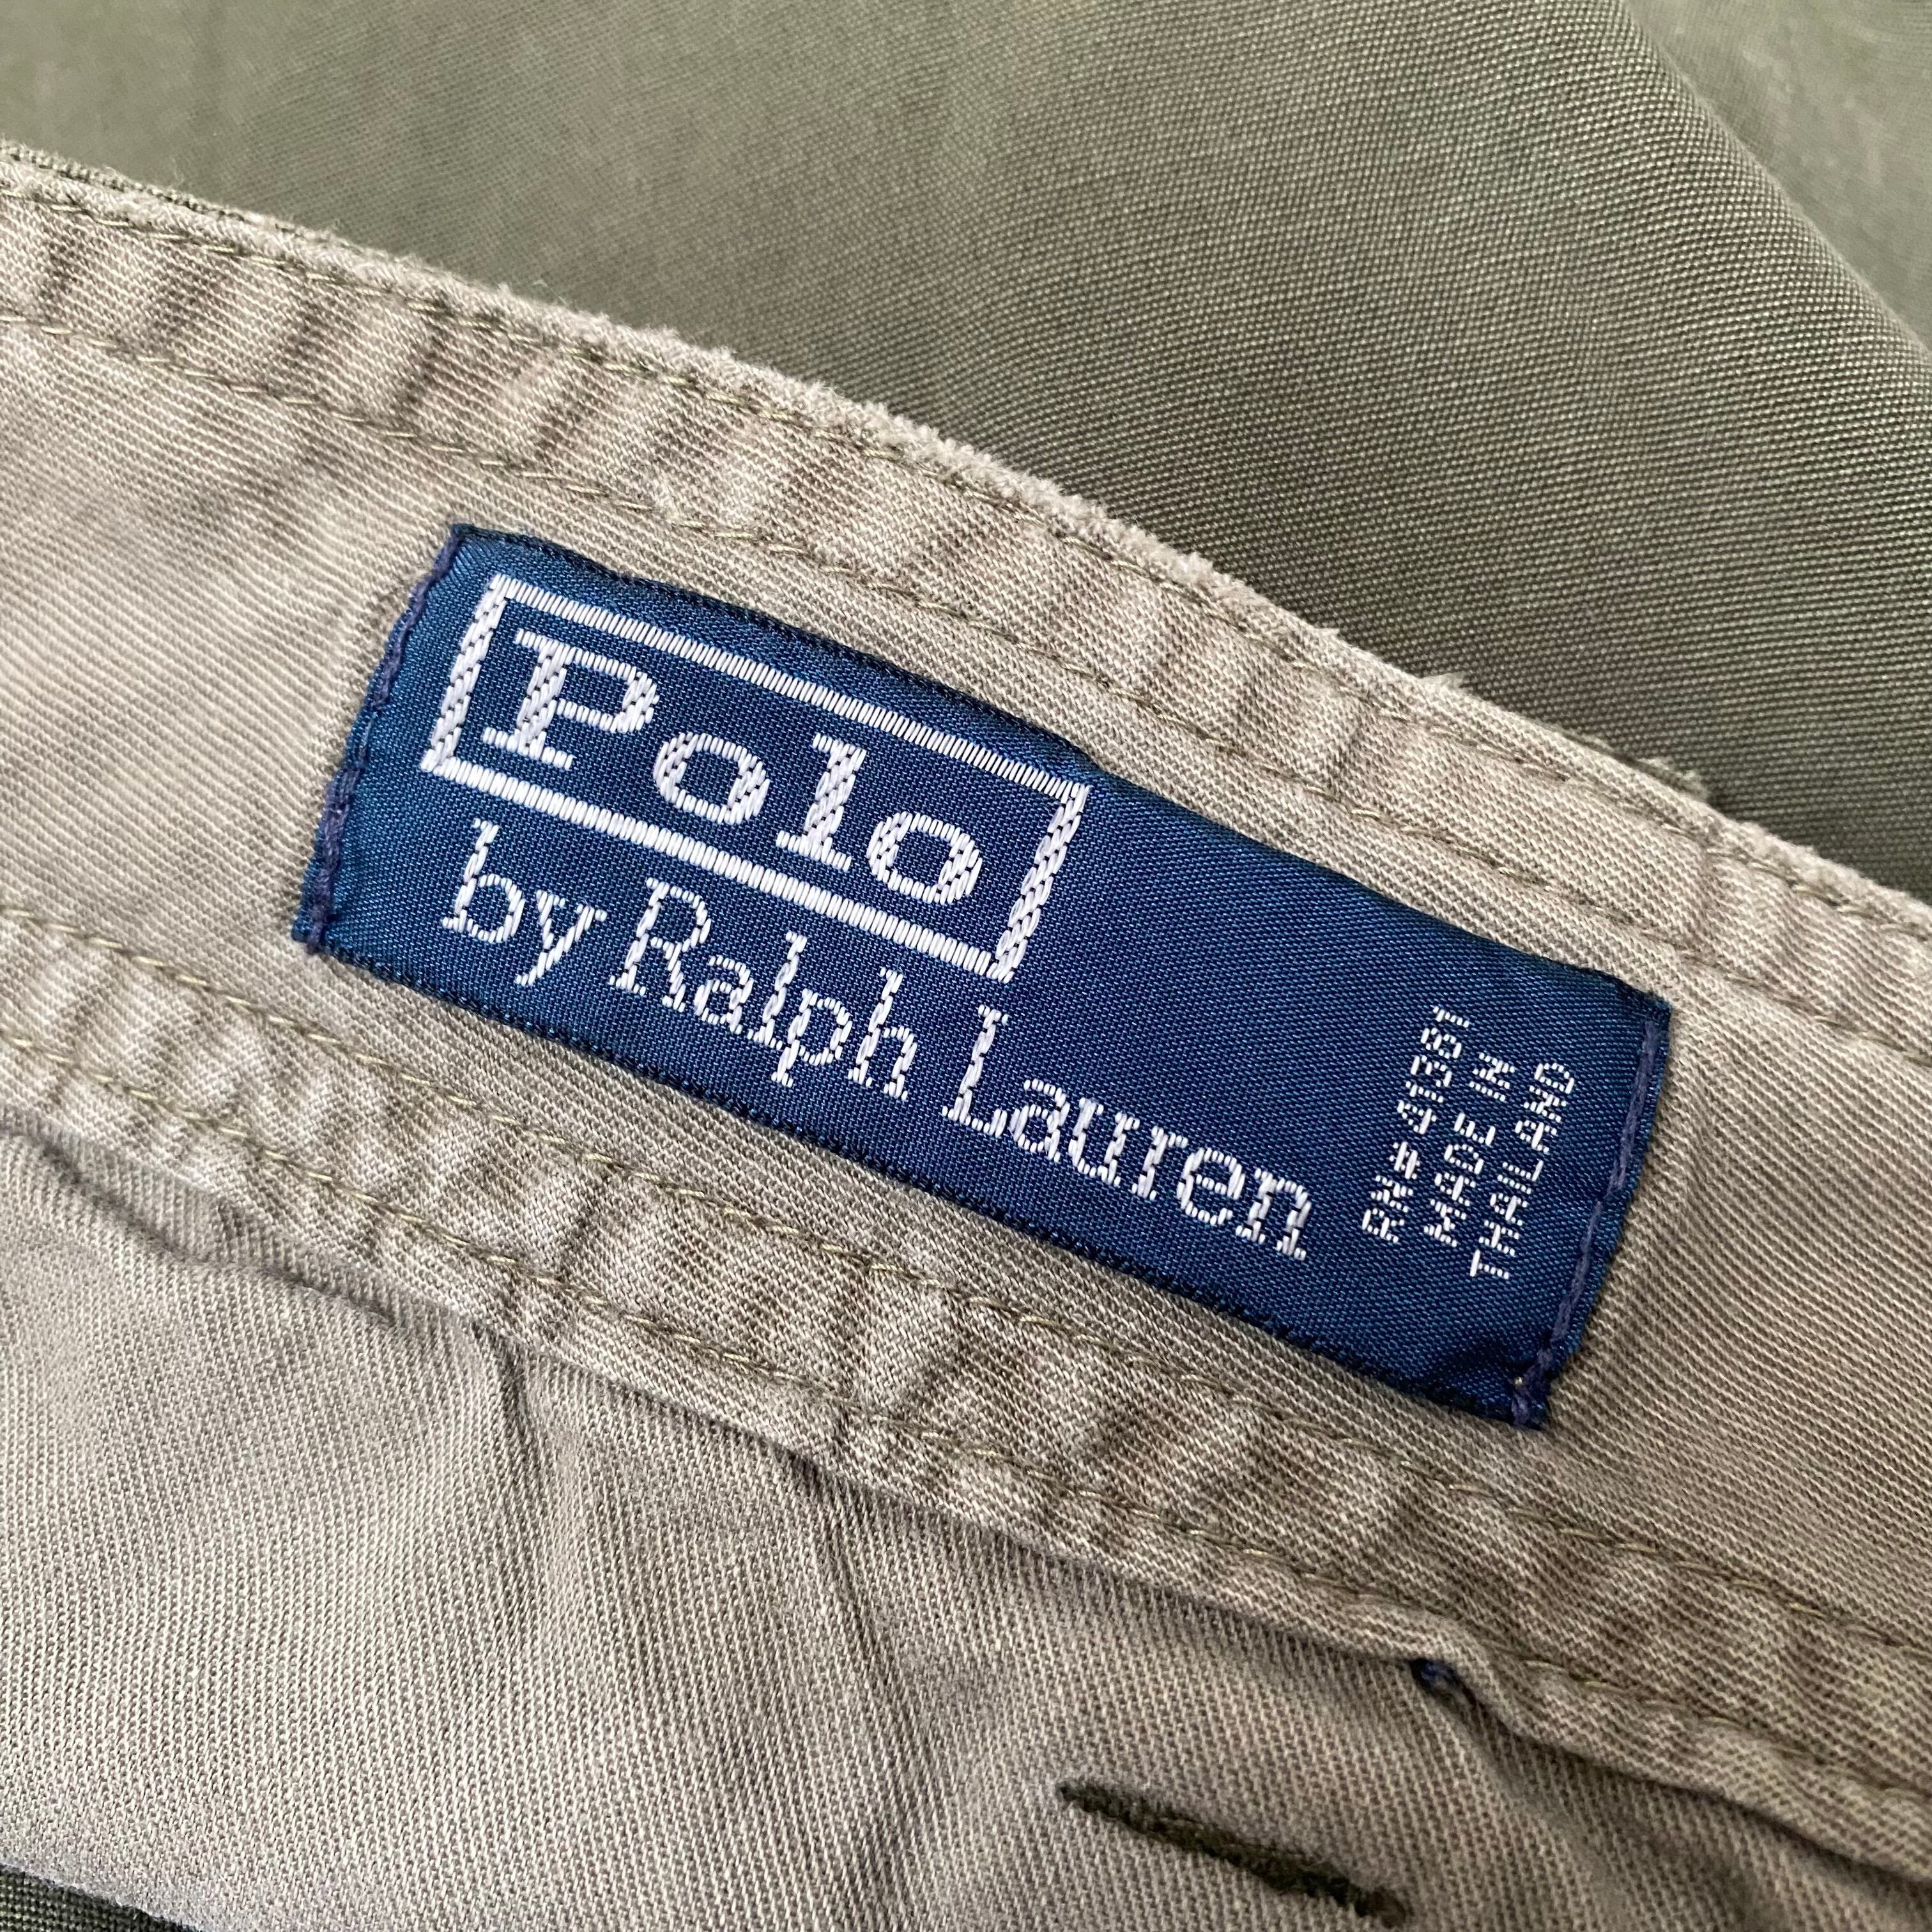 Polo
by Ralph Lauren
RN=41381
MADE IN
THAILAND